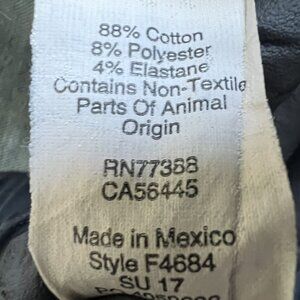 88% Cotton
8% Polyester
4% Elastane
Contains Non-Textile
Parts Of Animal
Origin
RN77388
CA56445
Made in Mexico
Style F4684
SU 17